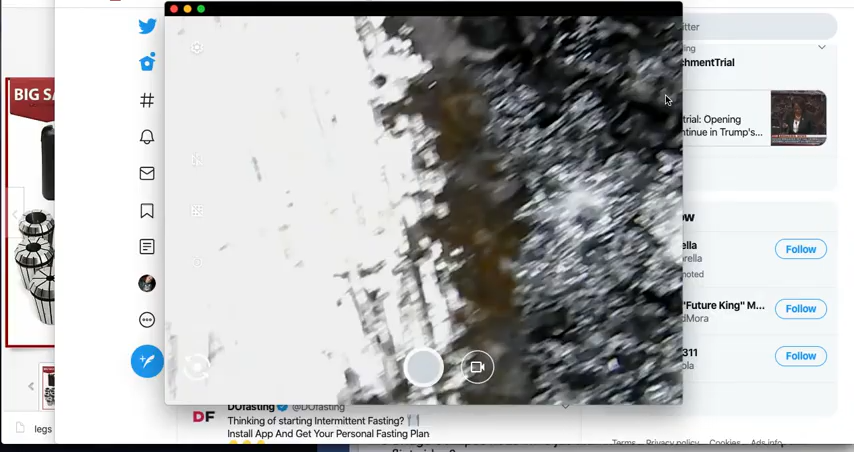 BIG SA
itter
chmentTrial
trial: Opening
ntinue in Trump's...
ow
ella
rella
noted
Follow
"Future King" M...
dMora
Follow
311
ola
Follow
legs
DF
DOfasting @DOfasting
Thinking of starting Intermittent Fasting?
Install App And Get Your Personal Fasting Plan
Terms Privacy policy Cookies Ads info